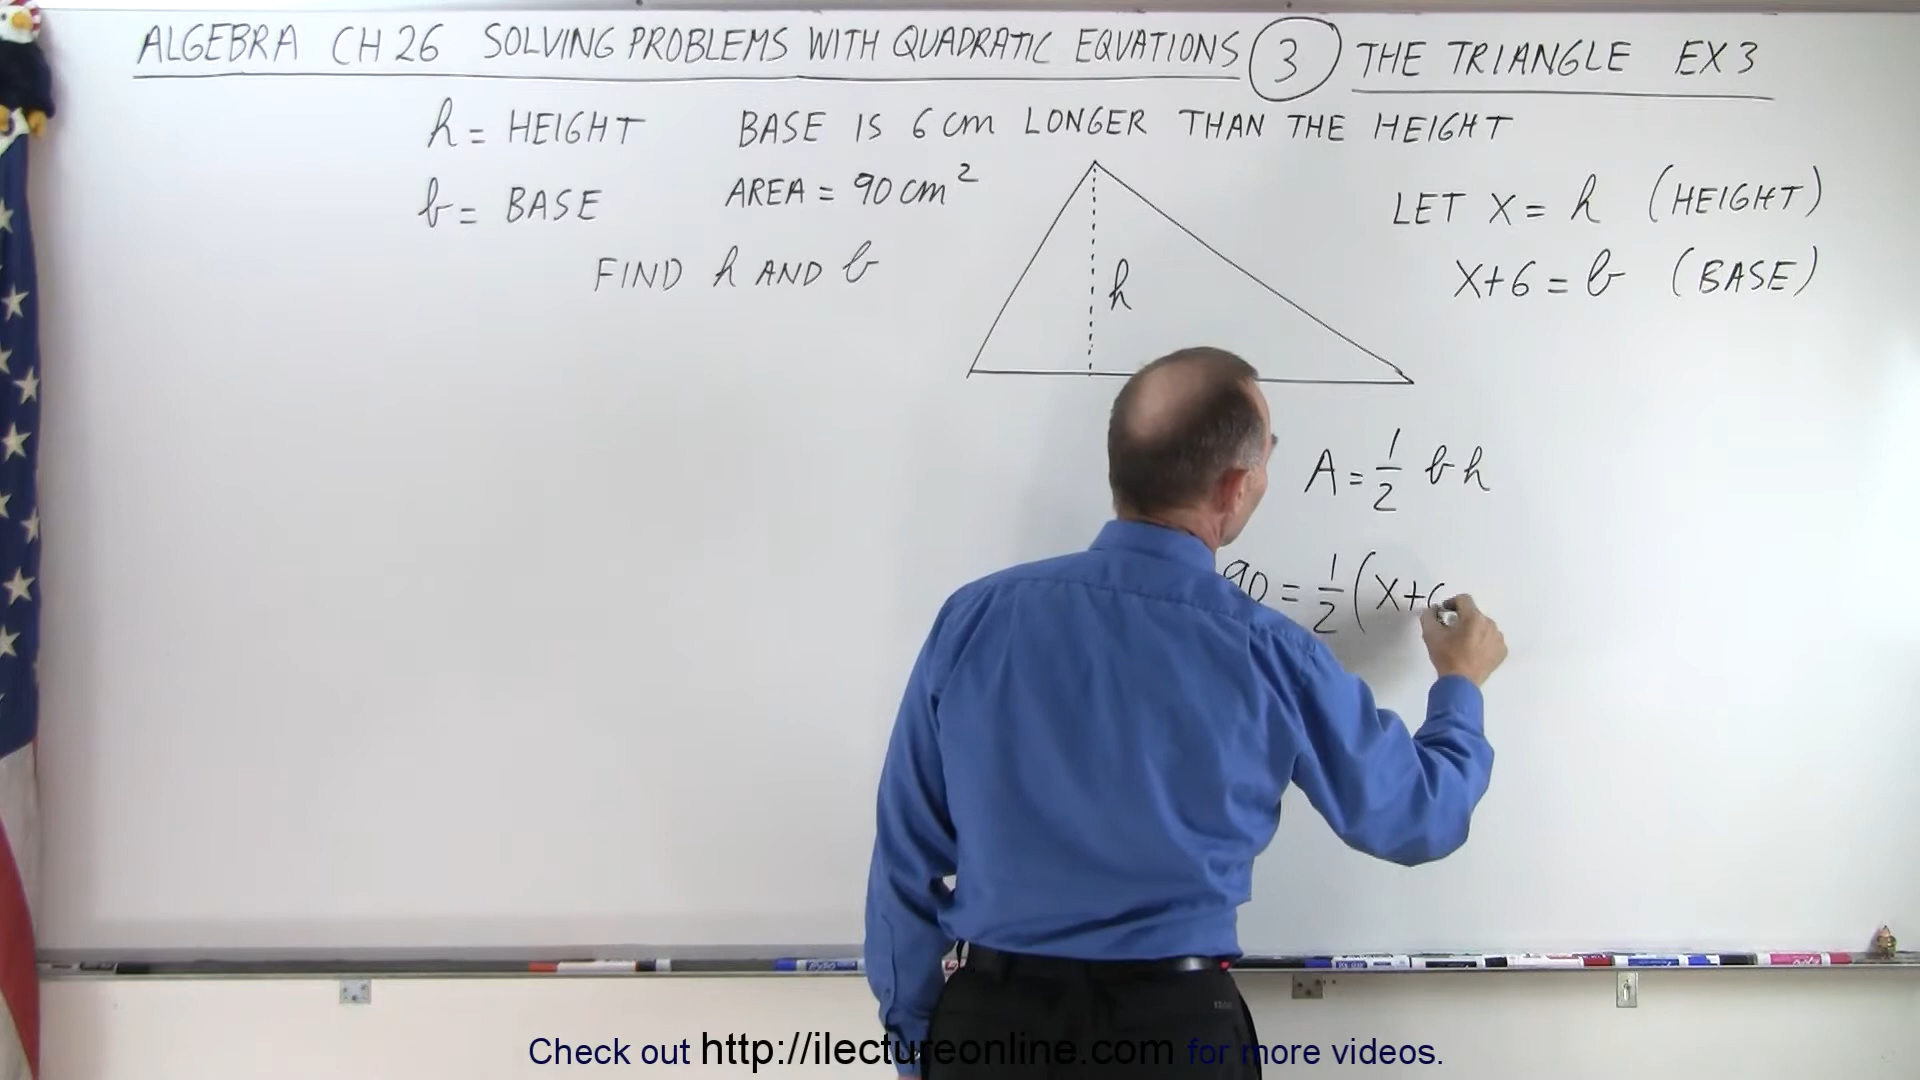 ALGEBRA CH 26 SOLVING PROBLEMS WITH QUADRATIC EQUATIONS 3 THE TRIANGLE EX 3
h = HEIGHT BASE IS 6 cm LONGER THAN THE HEIGHT
b = BASE AREA = 90 cm² LET X = h (HEIGHT)
FIND h AND b X+6 = b (BASE)
h
A = 1/2 b h
90 = 1/2 (X+6
Check out http://ilectureonline.com for more videos.